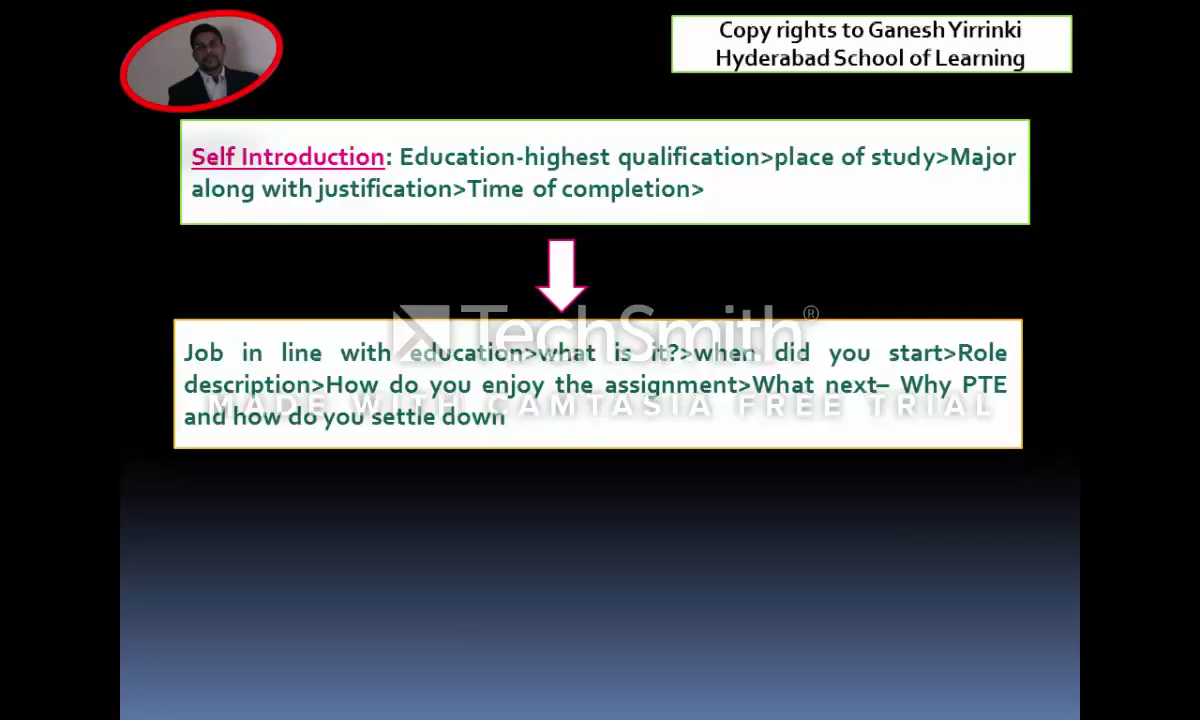 Copy rights to Ganesh Yirrinki
Hyderabad School of Learning
Self Introduction: Education-highest qualification>place of study>Major
along with justification>Time of completion>
TechSmith®
Job in line with education>what is it?>when did you start>Role
description>How do you enjoy the assignment>What next– Why PTE
MADE WITH CAMTASIA FREE TRIAL
and how do you settle down